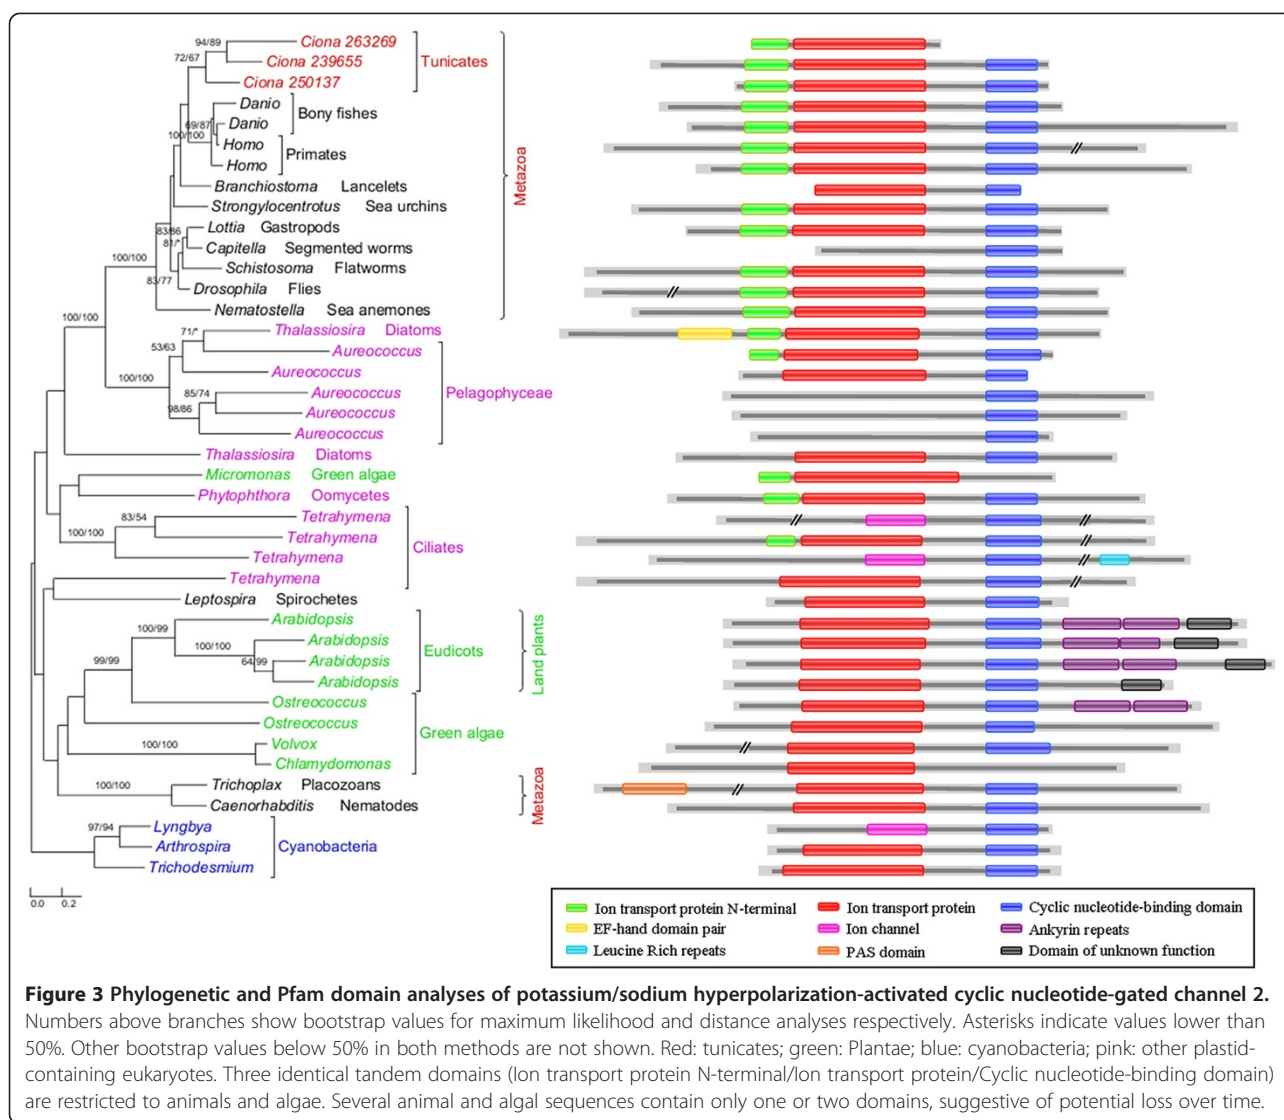 94/89
Ciona 263269
72/67
Ciona 239655
Tunicates
Ciona 250137
Danio
Bony fishes
69/87
Danio
100/100
Homo
Primates
Homo
Metazoa
Branchiostoma Lancelets
Strongylocentrotus Sea urchins
Lottia Gastropods
83/86
81/*
Capitella Segmented worms
100/100
Schistosoma Flatworms
83/77
Drosophila Flies
Nematostella Sea anemones
100/100
71/*
Thalassiosira Diatoms
53/63
Aureococcus
100/100
Aureococcus
85/74
Aureococcus
Pelagophyceae
98/86
Aureococcus
Aureococcus
Thalassiosira Diatoms
Micromonas Green algae
Phytophthora Oomycetes
83/54
Tetrahymena
100/100
Tetrahymena
Ciliates
Tetrahymena
Tetrahymena
Leptospira Spirochetes
Arabidopsis
100/99
100/100
Arabidopsis
Eudicots
Land plants
99/99
64/99
Arabidopsis
Arabidopsis
Ostreococcus
Ostreococcus
Green algae
100/100
Volvox
Chlamydomonas
100/100
Trichoplax Placozoans
Metazoa
Caenorhabditis Nematodes
97/94
Lyngbya
Arthrospira
Cyanobacteria
Trichodesmium
0.0 0.2
Ion transport protein N-terminal
Ion transport protein
Cyclic nucleotide-binding domain
EF-hand domain pair
Ion channel
Ankyrin repeats
Leucine Rich repeats
PAS domain
Domain of unknown function
Figure 3 Phylogenetic and Pfam domain analyses of potassium/sodium hyperpolarization-activated cyclic nucleotide-gated channel 2.
Numbers above branches show bootstrap values for maximum likelihood and distance analyses respectively. Asterisks indicate values lower than
50%. Other bootstrap values below 50% in both methods are not shown. Red: tunicates; green: Plantae; blue: cyanobacteria; pink: other plastid-
containing eukaryotes. Three identical tandem domains (Ion transport protein N-terminal/Ion transport protein/Cyclic nucleotide-binding domain)
are restricted to animals and algae. Several animal and algal sequences contain only one or two domains, suggestive of potential loss over time.